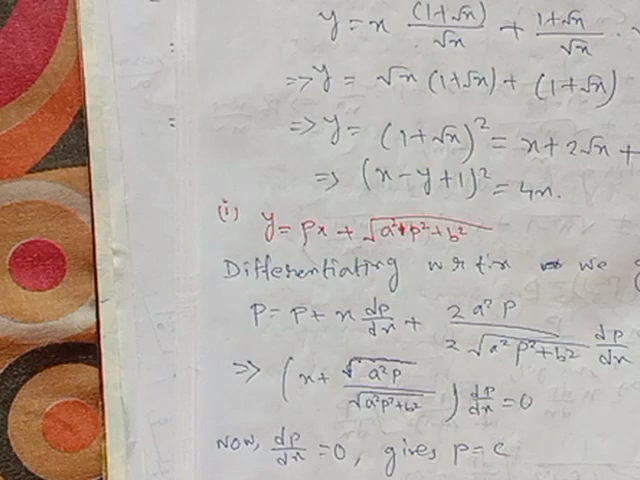 y = x (1+√x)/√x + (1+√x)/√x .
=> y = √x (1+√x) + (1+√x)
=> y = (1+√x)² = x + 2√x +
=> (x-y+1)² = 4x.
(i) y = px + √a²p²+b²
Differentiating w r t x we
P = P + x dp/dx + 2a²p / 2√a²p²+b² dp/dx
=> (x + √a²p / √a²p²+b²) dp/dx = 0
NOW, dp/dx = 0, gives p = c